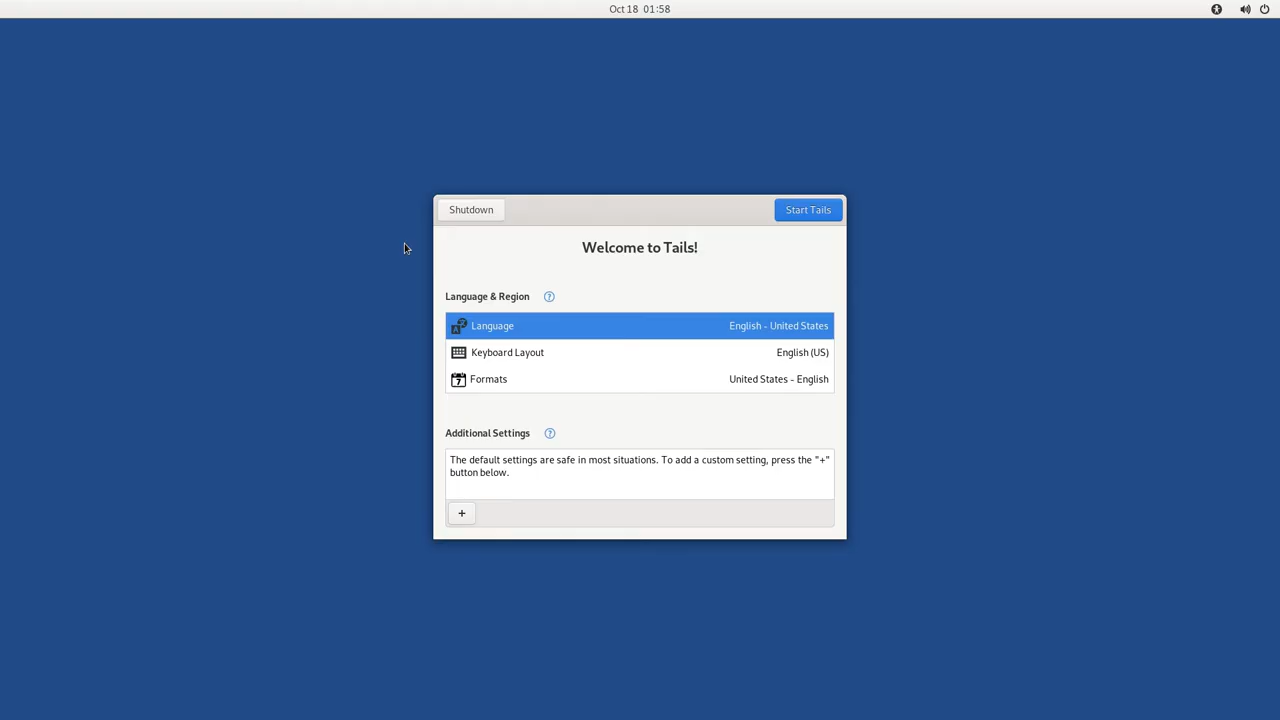 Oct 18 01:58
Shutdown
Start Tails
Welcome to Tails!
Language & Region ?
Language English - United States
Keyboard Layout English (US)
7 Formats United States - English
Additional Settings ?
The default settings are safe in most situations. To add a custom setting, press the "+"
button below.
+